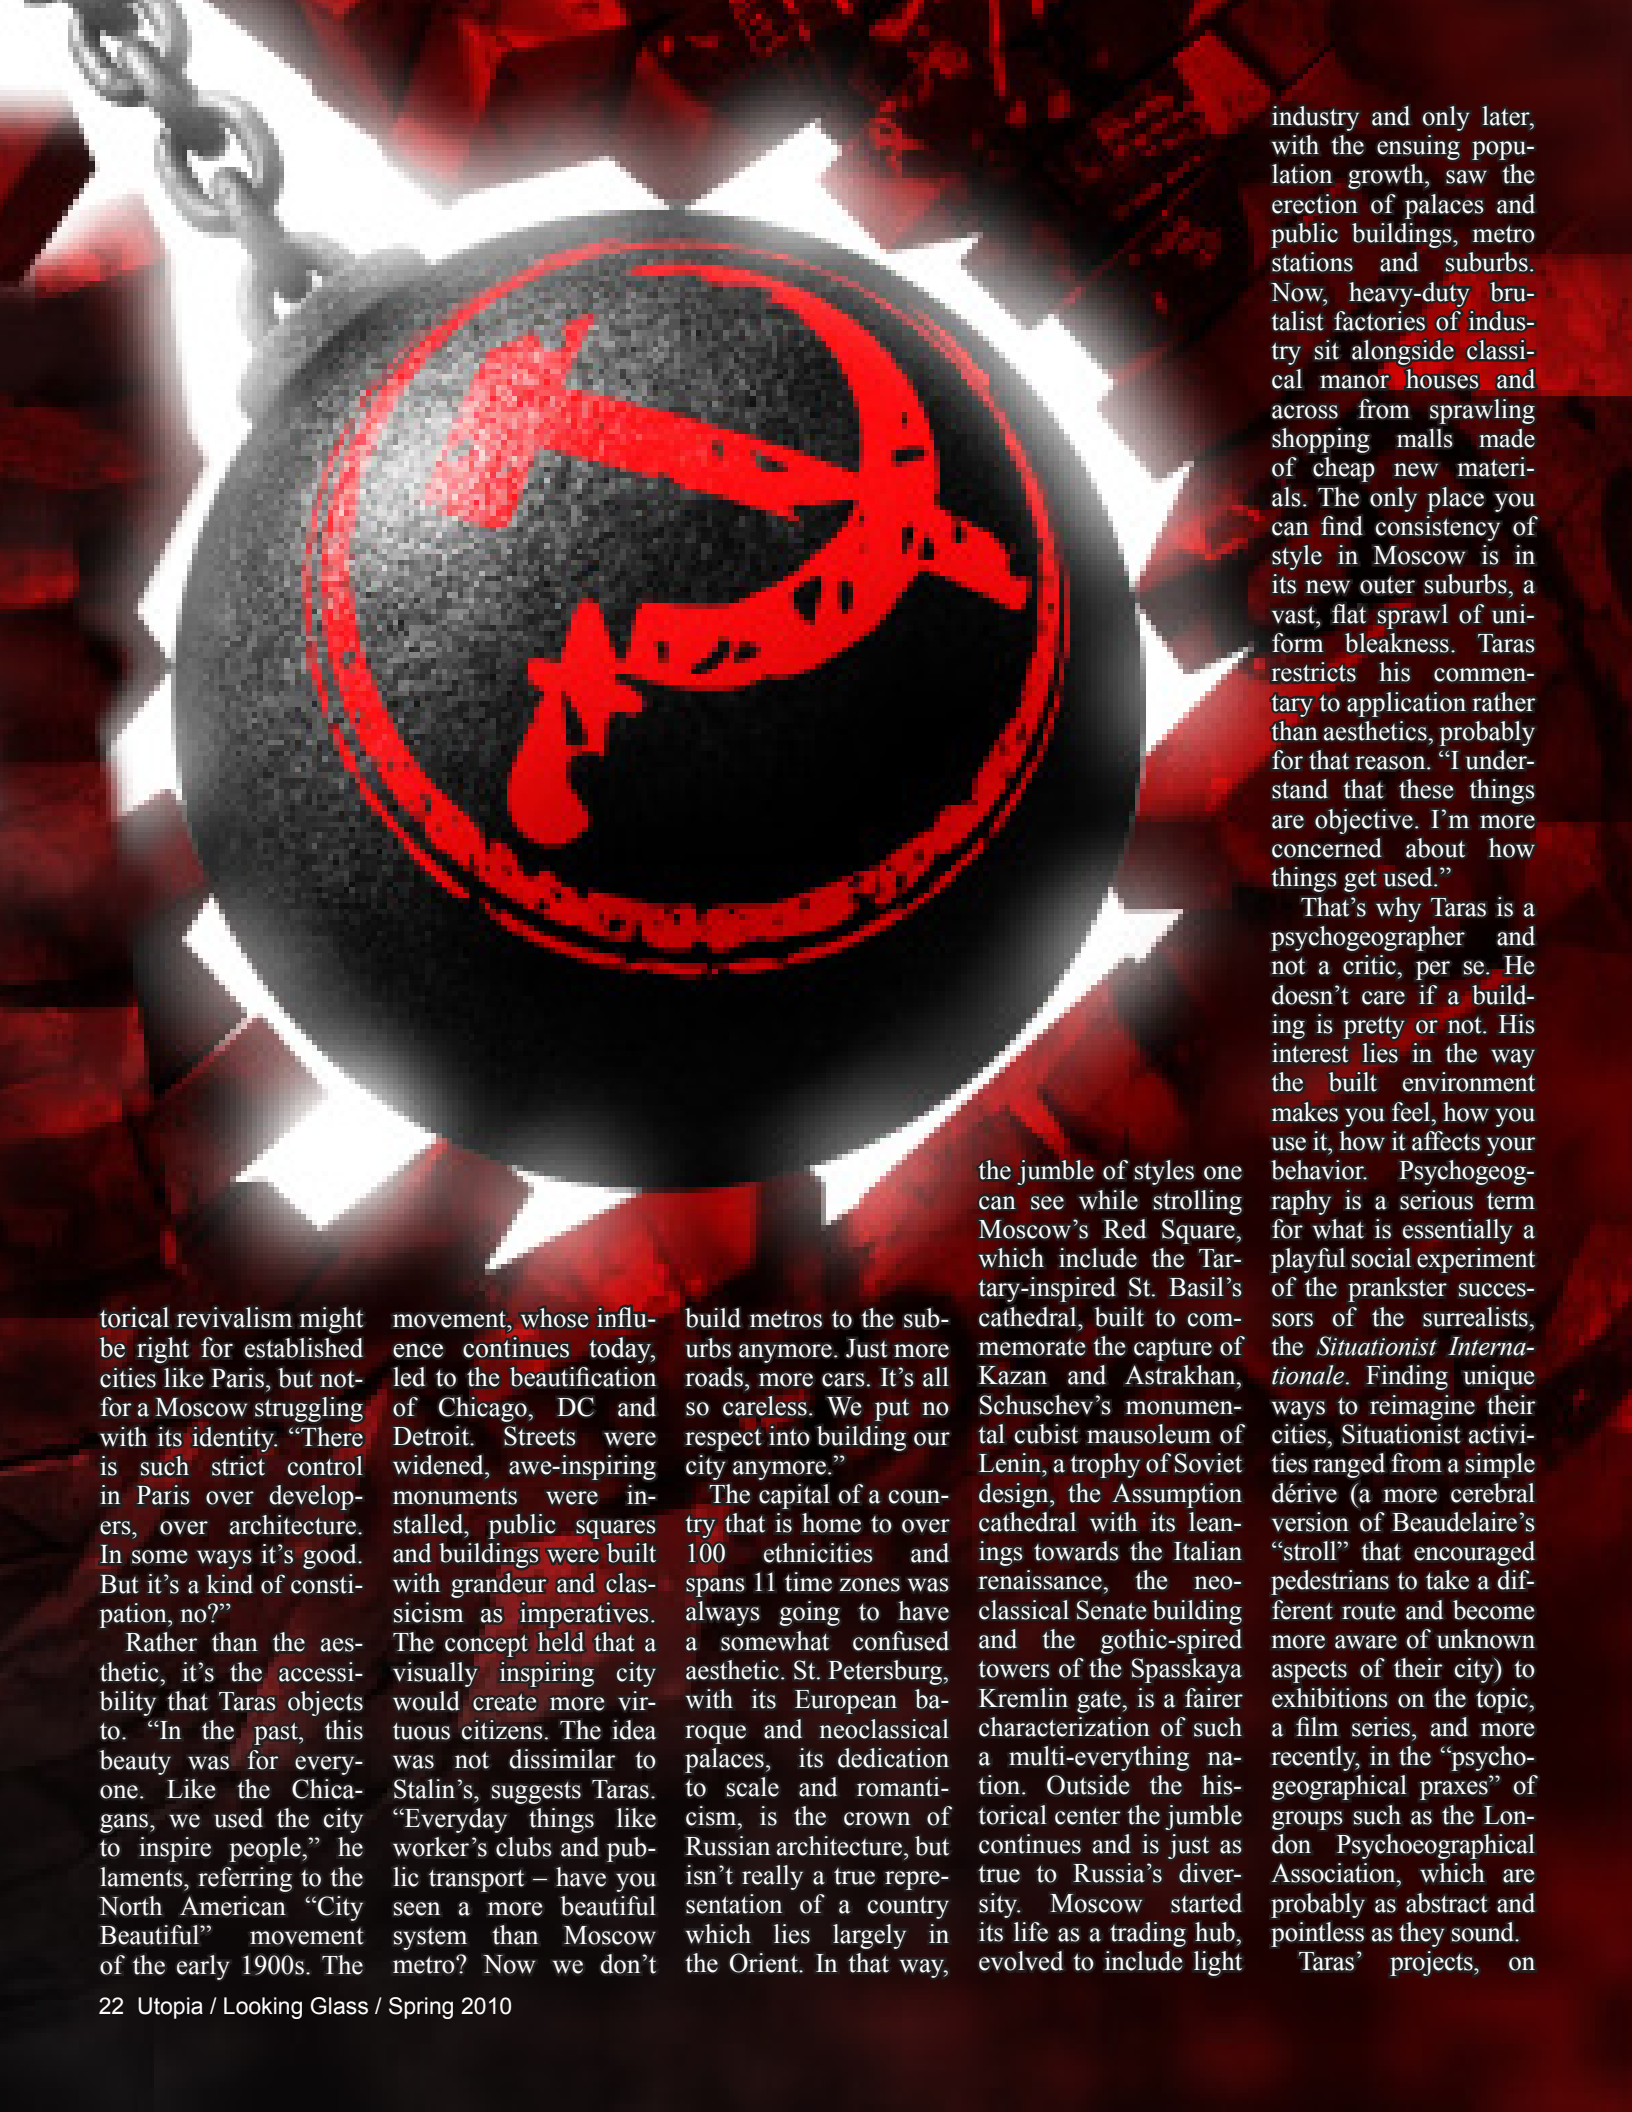 torical revivalism might
be right for established
cities like Paris, but not-
for a Moscow struggling
with its identity. “There
is such strict control
in Paris over develop-
ers, over architecture.
In some ways it’s good.
But it’s a kind of consti-
pation, no?”
Rather than the aes-
thetic, it’s the accessi-
bility that Taras objects
to. “In the past, this
beauty was for every-
one. Like the Chica-
gans, we used the city
to inspire people,” he
laments, referring to the
North American “City
Beautiful” movement
of the early 1900s. The
movement, whose influ-
ence continues today,
led to the beautification
of Chicago, DC and
Detroit. Streets were
widened, awe-inspiring
monuments were in-
stalled, public squares
and buildings were built
with grandeur and clas-
sicism as imperatives.
The concept held that a
visually inspiring city
would create more vir-
tuous citizens. The idea
was not dissimilar to
Stalin’s, suggests Taras.
“Everyday things like
worker’s clubs and pub-
lic transport – have you
seen a more beautiful
system than Moscow
metro? Now we don’t
build metros to the sub-
urbs anymore. Just more
roads, more cars. It’s all
so careless. We put no
respect into building our
city anymore.”
The capital of a coun-
try that is home to over
100 ethnicities and
spans 11 time zones was
always going to have
a somewhat confused
aesthetic. St. Petersburg,
with its European ba-
roque and neoclassical
palaces, its dedication
to scale and romanti-
cism, is the crown of
Russian architecture, but
isn’t really a true repre-
sentation of a country
which lies largely in
the Orient. In that way,
the jumble of styles one
can see while strolling
Moscow’s Red Square,
which include the Tar-
tary-inspired St. Basil’s
cathedral, built to com-
memorate the capture of
Kazan and Astrakhan,
Schuschev’s monumen-
tal cubist mausoleum of
Lenin, a trophy of Soviet
design, the Assumption
cathedral with its lean-
ings towards the Italian
renaissance, the neo-
classical Senate building
and the gothic-spired
towers of the Spasskaya
Kremlin gate, is a fairer
characterization of such
a multi-everything na-
tion. Outside the his-
torical center the jumble
continues and is just as
true to Russia’s diver-
sity. Moscow started
its life as a trading hub,
evolved to include light
industry and only later,
with the ensuing popu-
lation growth, saw the
erection of palaces and
public buildings, metro
stations and suburbs.
Now, heavy-duty bru-
talist factories of indus-
try sit alongside classi-
cal manor houses and
across from sprawling
shopping malls made
of cheap new materi-
als. The only place you
can find consistency of
style in Moscow is in
its new outer suburbs, a
vast, flat sprawl of uni-
form bleakness. Taras
restricts his commen-
tary to application rather
than aesthetics, probably
for that reason. “I under-
stand that these things
are objective. I’m more
concerned about how
things get used.”
That’s why Taras is a
psychogeographer and
not a critic, per se. He
doesn’t care if a build-
ing is pretty or not. His
interest lies in the way
the built environment
makes you feel, how you
use it, how it affects your
behavior. Psychogeog-
raphy is a serious term
for what is essentially a
playful social experiment
of the prankster succes-
sors of the surrealists,
the Situationist Interna-
tionale. Finding unique
ways to reimagine their
cities, Situationist activi-
ties ranged from a simple
dérive (a more cerebral
version of Beaudelaire’s
“stroll” that encouraged
pedestrians to take a dif-
ferent route and become
more aware of unknown
aspects of their city) to
exhibitions on the topic,
a film series, and more
recently, in the “psycho-
geographical praxes” of
groups such as the Lon-
don Psychoeographical
Association, which are
probably as abstract and
pointless as they sound.
Taras’ projects, on
22 Utopia / Looking Glass / Spring 2010